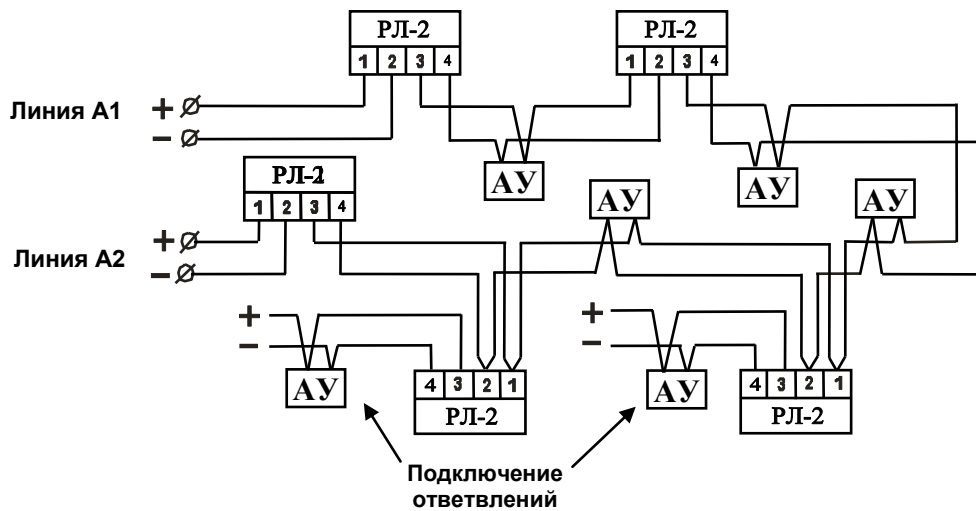 РЛ-2
1 2 3 4
РЛ-2
1 2 3 4
Линия А1
+
−
АУ
АУ
РЛ-2
1 2 3 4
АУ
АУ
Линия А2
+
−
+
−
АУ
4 3 2 1
РЛ-2
+
−
АУ
4 3 2 1
РЛ-2
Подключение
ответвлений